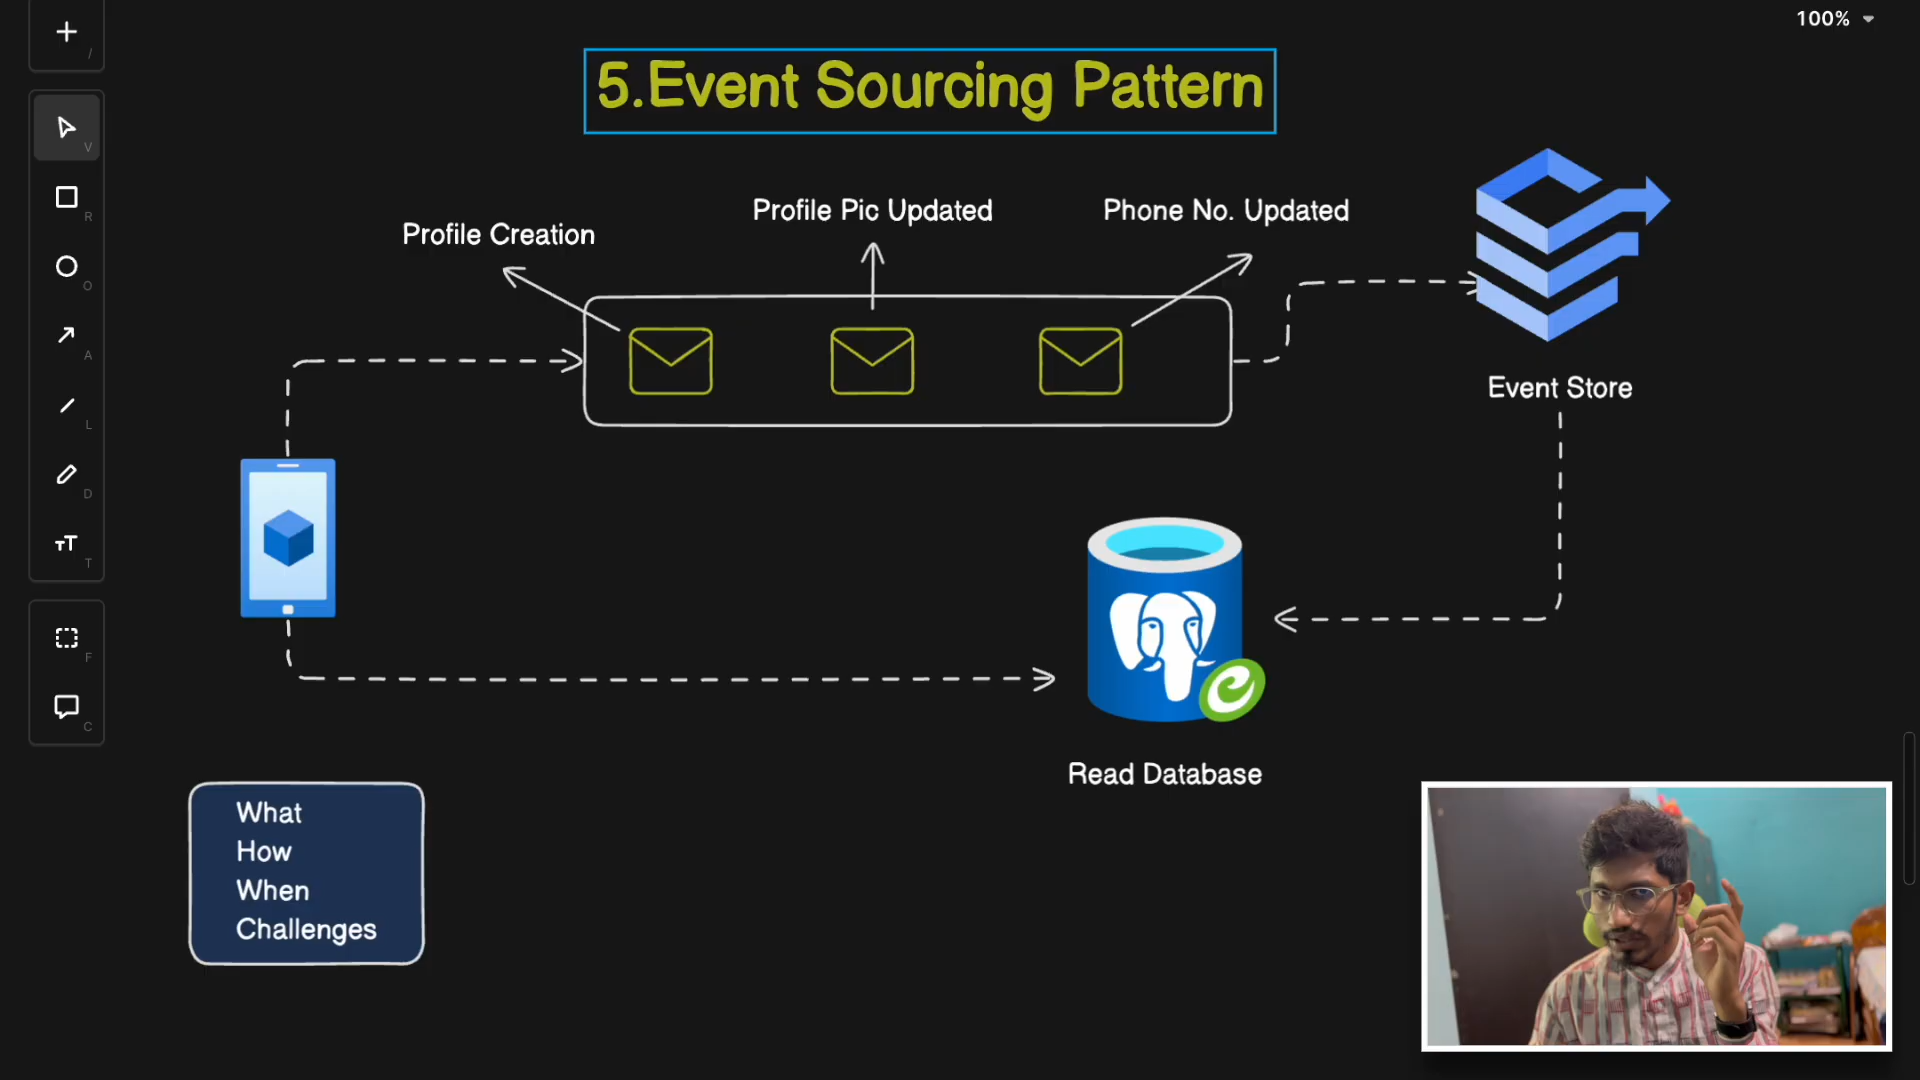 100%
/
5.Event Sourcing Pattern
V
R
O
A
L
D
T
F
C
Profile Creation
Profile Pic Updated
Phone No. Updated
Event Store
Read Database
What
How
When
Challenges